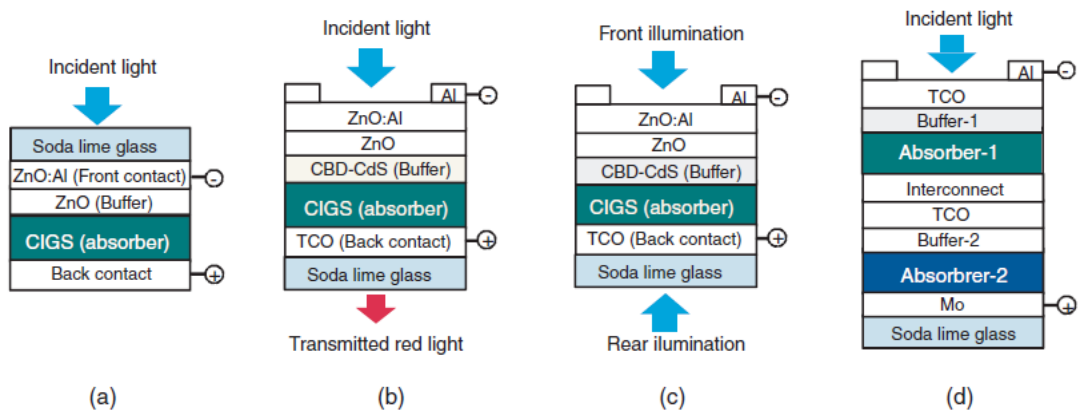 Incident light
Soda lime glass
ZnO:Al (Front contact)
-
ZnO (Buffer)
CIGS (absorber)
Back contact
+
(a)
Incident light
Al
-
ZnO:Al
ZnO
CBD-CdS (Buffer)
CIGS (absorber)
TCO (Back contact)
+
Soda lime glass
Transmitted red light
(b)
Front illumination
Al
-
ZnO:Al
ZnO
CBD-CdS (Buffer)
CIGS (absorber)
TCO (Back contact)
+
Soda lime glass
Rear illumination
(c)
Incident light
Al
-
TCO
Buffer-1
Absorber-1
Interconnect
TCO
Buffer-2
Absorbrer-2
Mo
+
Soda lime glass
(d)